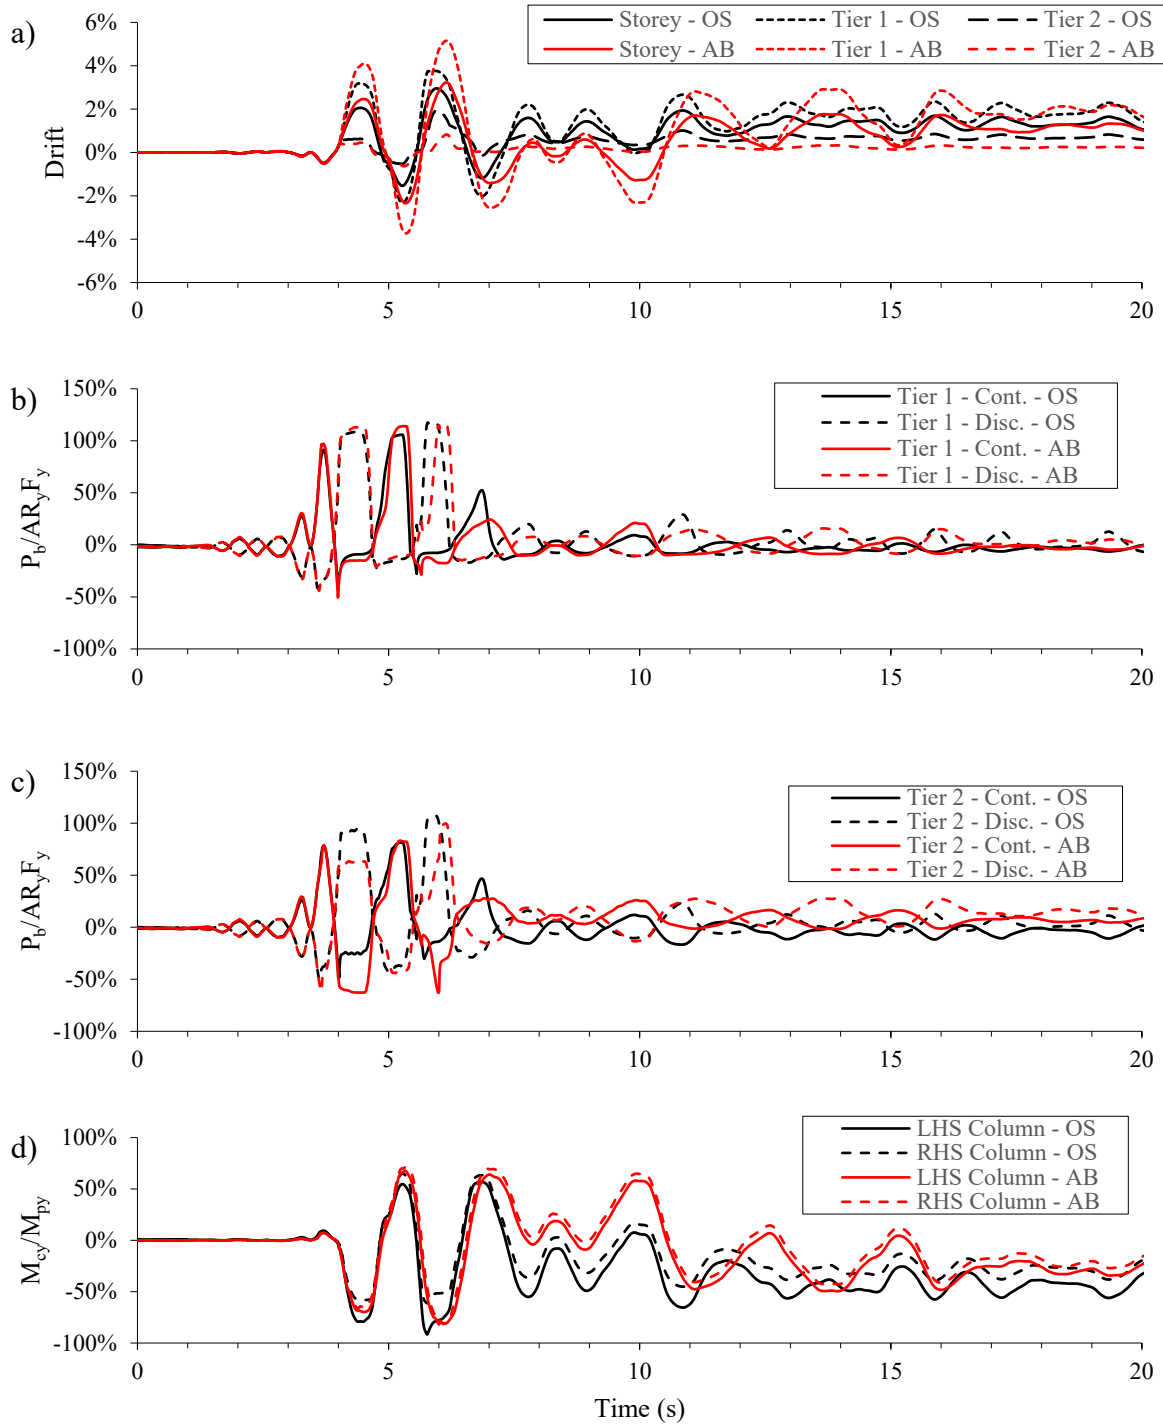 a)
Storey - OS Tier 1 - OS Tier 2 - OS
Storey - AB Tier 1 - AB Tier 2 - AB
6%
4%
2%
0%
-2%
-4%
-6%
Drift
0 5 10 15 20
b)
Tier 1 - Cont. - OS
Tier 1 - Disc. - OS
Tier 1 - Cont. - AB
Tier 1 - Disc. - AB
150%
100%
50%
0%
-50%
-100%
P_b/AR_yF_y
0 5 10 15 20
c)
Tier 2 - Cont. - OS
Tier 2 - Disc. - OS
Tier 2 - Cont. - AB
Tier 2 - Disc. - AB
150%
100%
50%
0%
-50%
-100%
P_b/AR_yF_y
0 5 10 15 20
d)
LHS Column - OS
RHS Column - OS
LHS Column - AB
RHS Column - AB
100%
50%
0%
-50%
-100%
M_cy/M_py
0 5 10 15 20
Time (s)